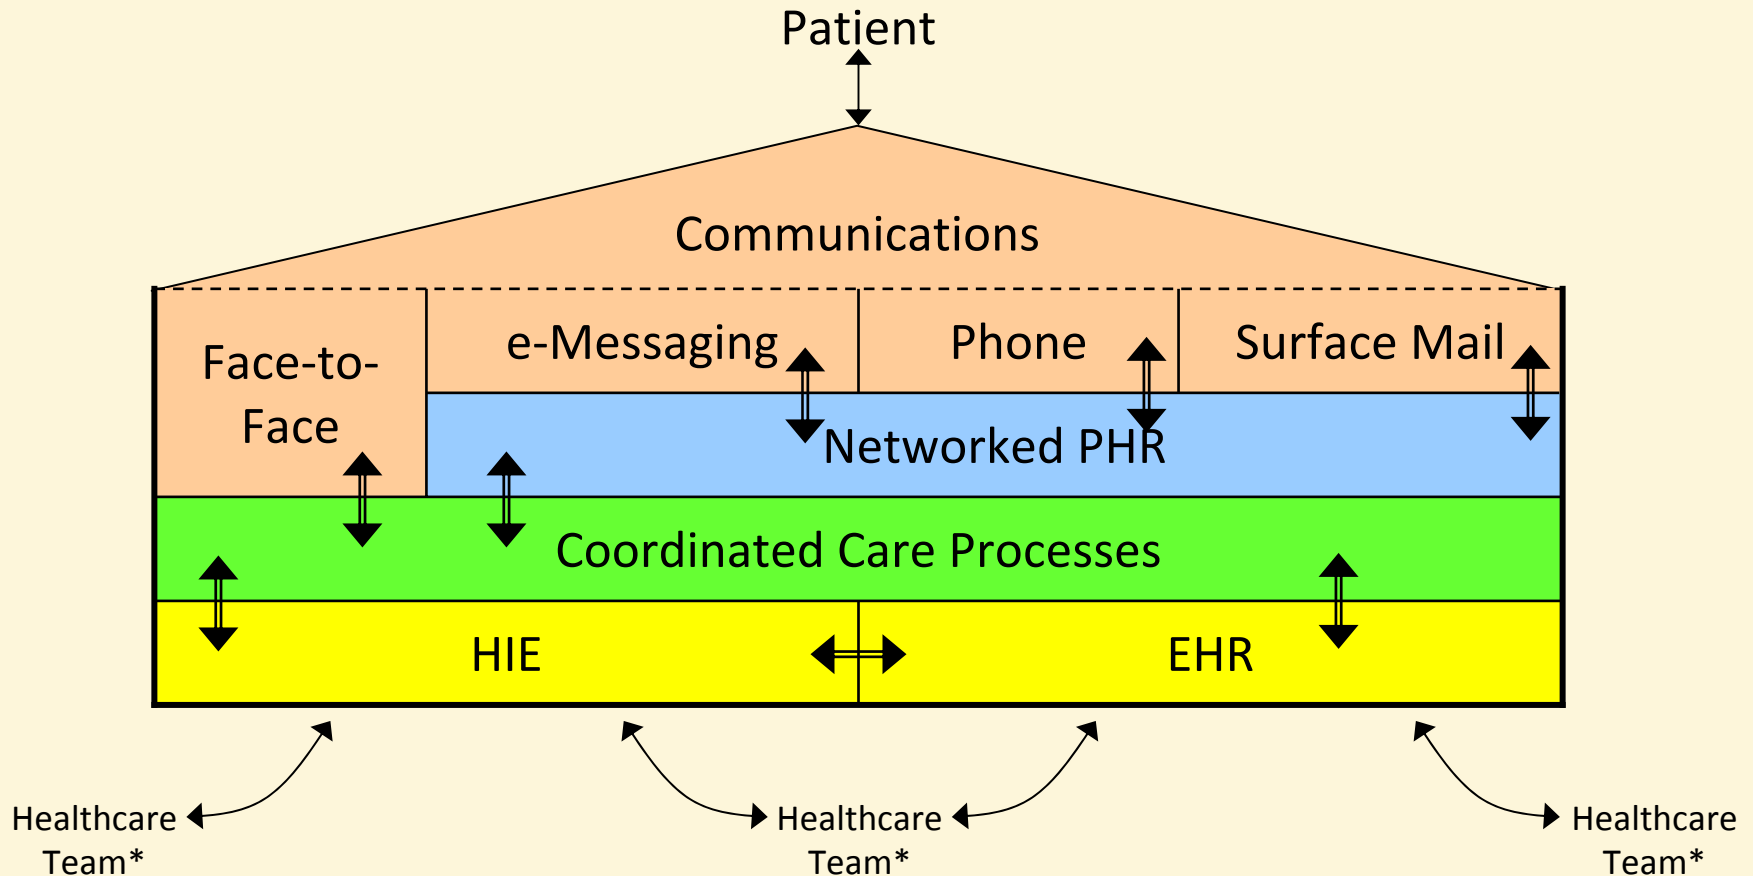 Patient
Communications
Face-to-
Face
e-Messaging
Phone
Surface Mail
Networked PHR
Coordinated Care Processes
HIE
EHR
Healthcare
Team*
Healthcare
Team*
Healthcare
Team*